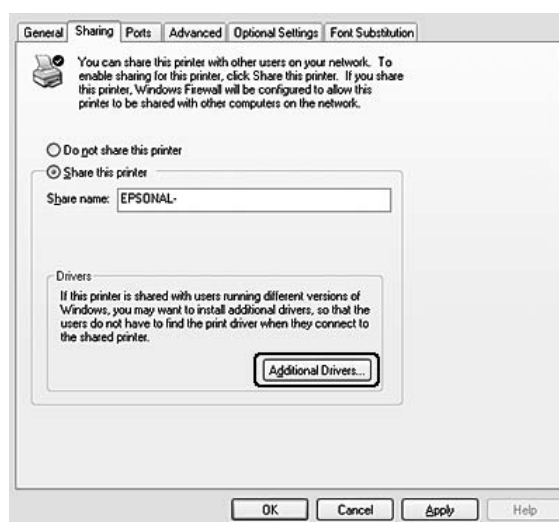 General Sharing Ports Advanced Optional Settings Font Substitution
You can share this printer with other users on your network. To
enable sharing for this printer, click Share this printer. If you share
this printer, Windows Firewall will be configured to allow this
printer to be shared with other computers on the network.
Do not share this printer
Share this printer
Share name: EPSONAL-
Drivers
If this printer is shared with users running different versions of
Windows, you may want to install additional drivers, so that the
users do not have to find the print driver when they connect to
the shared printer.
Additional Drivers...
OK Cancel Apply Help